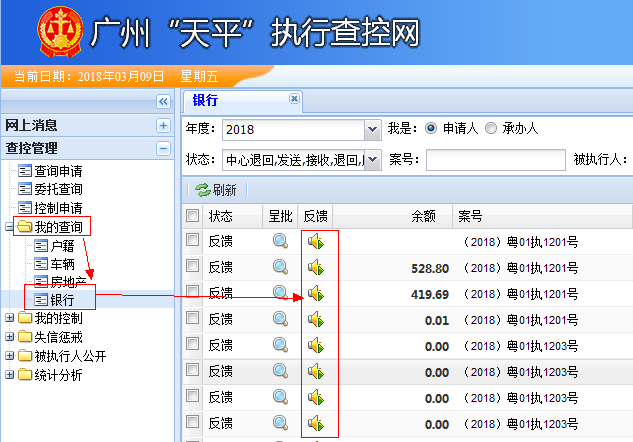 广州“天平”执行查控网
当前日期：2018年03月09日 星期五
网上消息
查控管理
查询申请
委托查询
控制申请
我的查询
户籍
车辆
房地产
银行
我的控制
失信惩戒
被执行人公开
统计分析
银行
年度： 2018 我是： 申请人 承办人
状态： 中心退回,发送,接收,退回, 案号： 被执行人：
刷新
状态 呈批 反馈 余额 案号
反馈 （2018）粤01执1201号
反馈 528.80 （2018）粤01执1201号
反馈 419.69 （2018）粤01执1201号
反馈 0.01 （2018）粤01执1201号
反馈 0.00 （2018）粤01执1203号
反馈 0.00 （2018）粤01执1203号
反馈 0.00 （2018）粤01执1203号
反馈 0.00 （2018）粤01执1203号